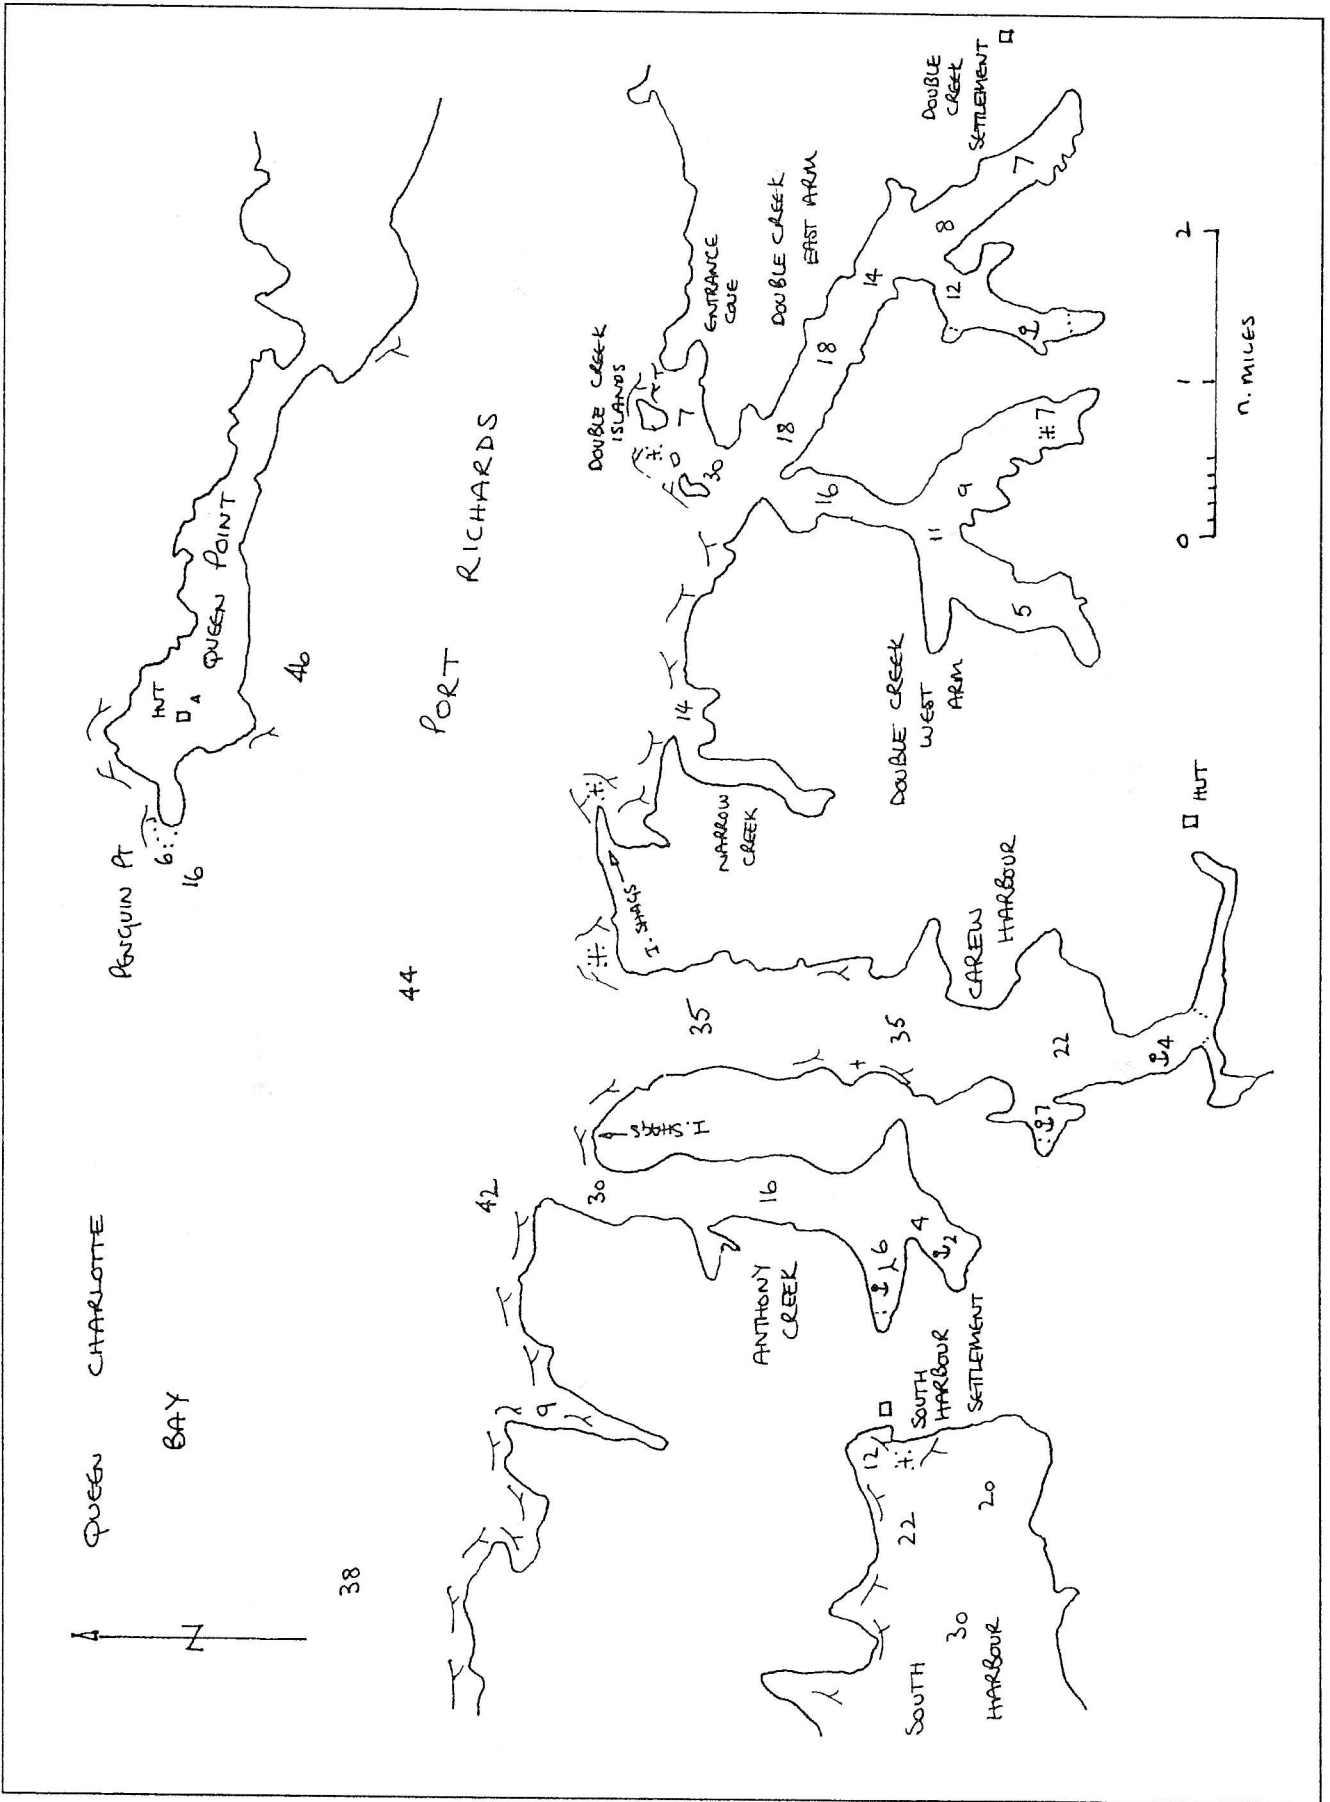 QUEEN CHARLOTTE
BAY
N
38
PENGUIN PT
6
16
HUT
QUEEN POINT
46
44
PORT RICHARDS
42
9
30
I. SHAGS
35
I. SHAGS
14
NARROW
CREEK
DOUBLE CREEK
ISLANDS
7
30
ENTRANCE
COVE
18
DOUBLE CREEK
EAST ARM
18
14
16
12
8
7
DOUBLE
CREEK
SETTLEMENT
16
ANTHONY
CREEK
6
4
2
35
CAREW
HARBOUR
22
7
4
HUT
DOUBLE CREEK
WEST
ARM
11
9
7
5
SOUTH
HARBOUR
SETTLEMENT
12
22
20
30
SOUTH
HARBOUR
0
1
2
n. MILES